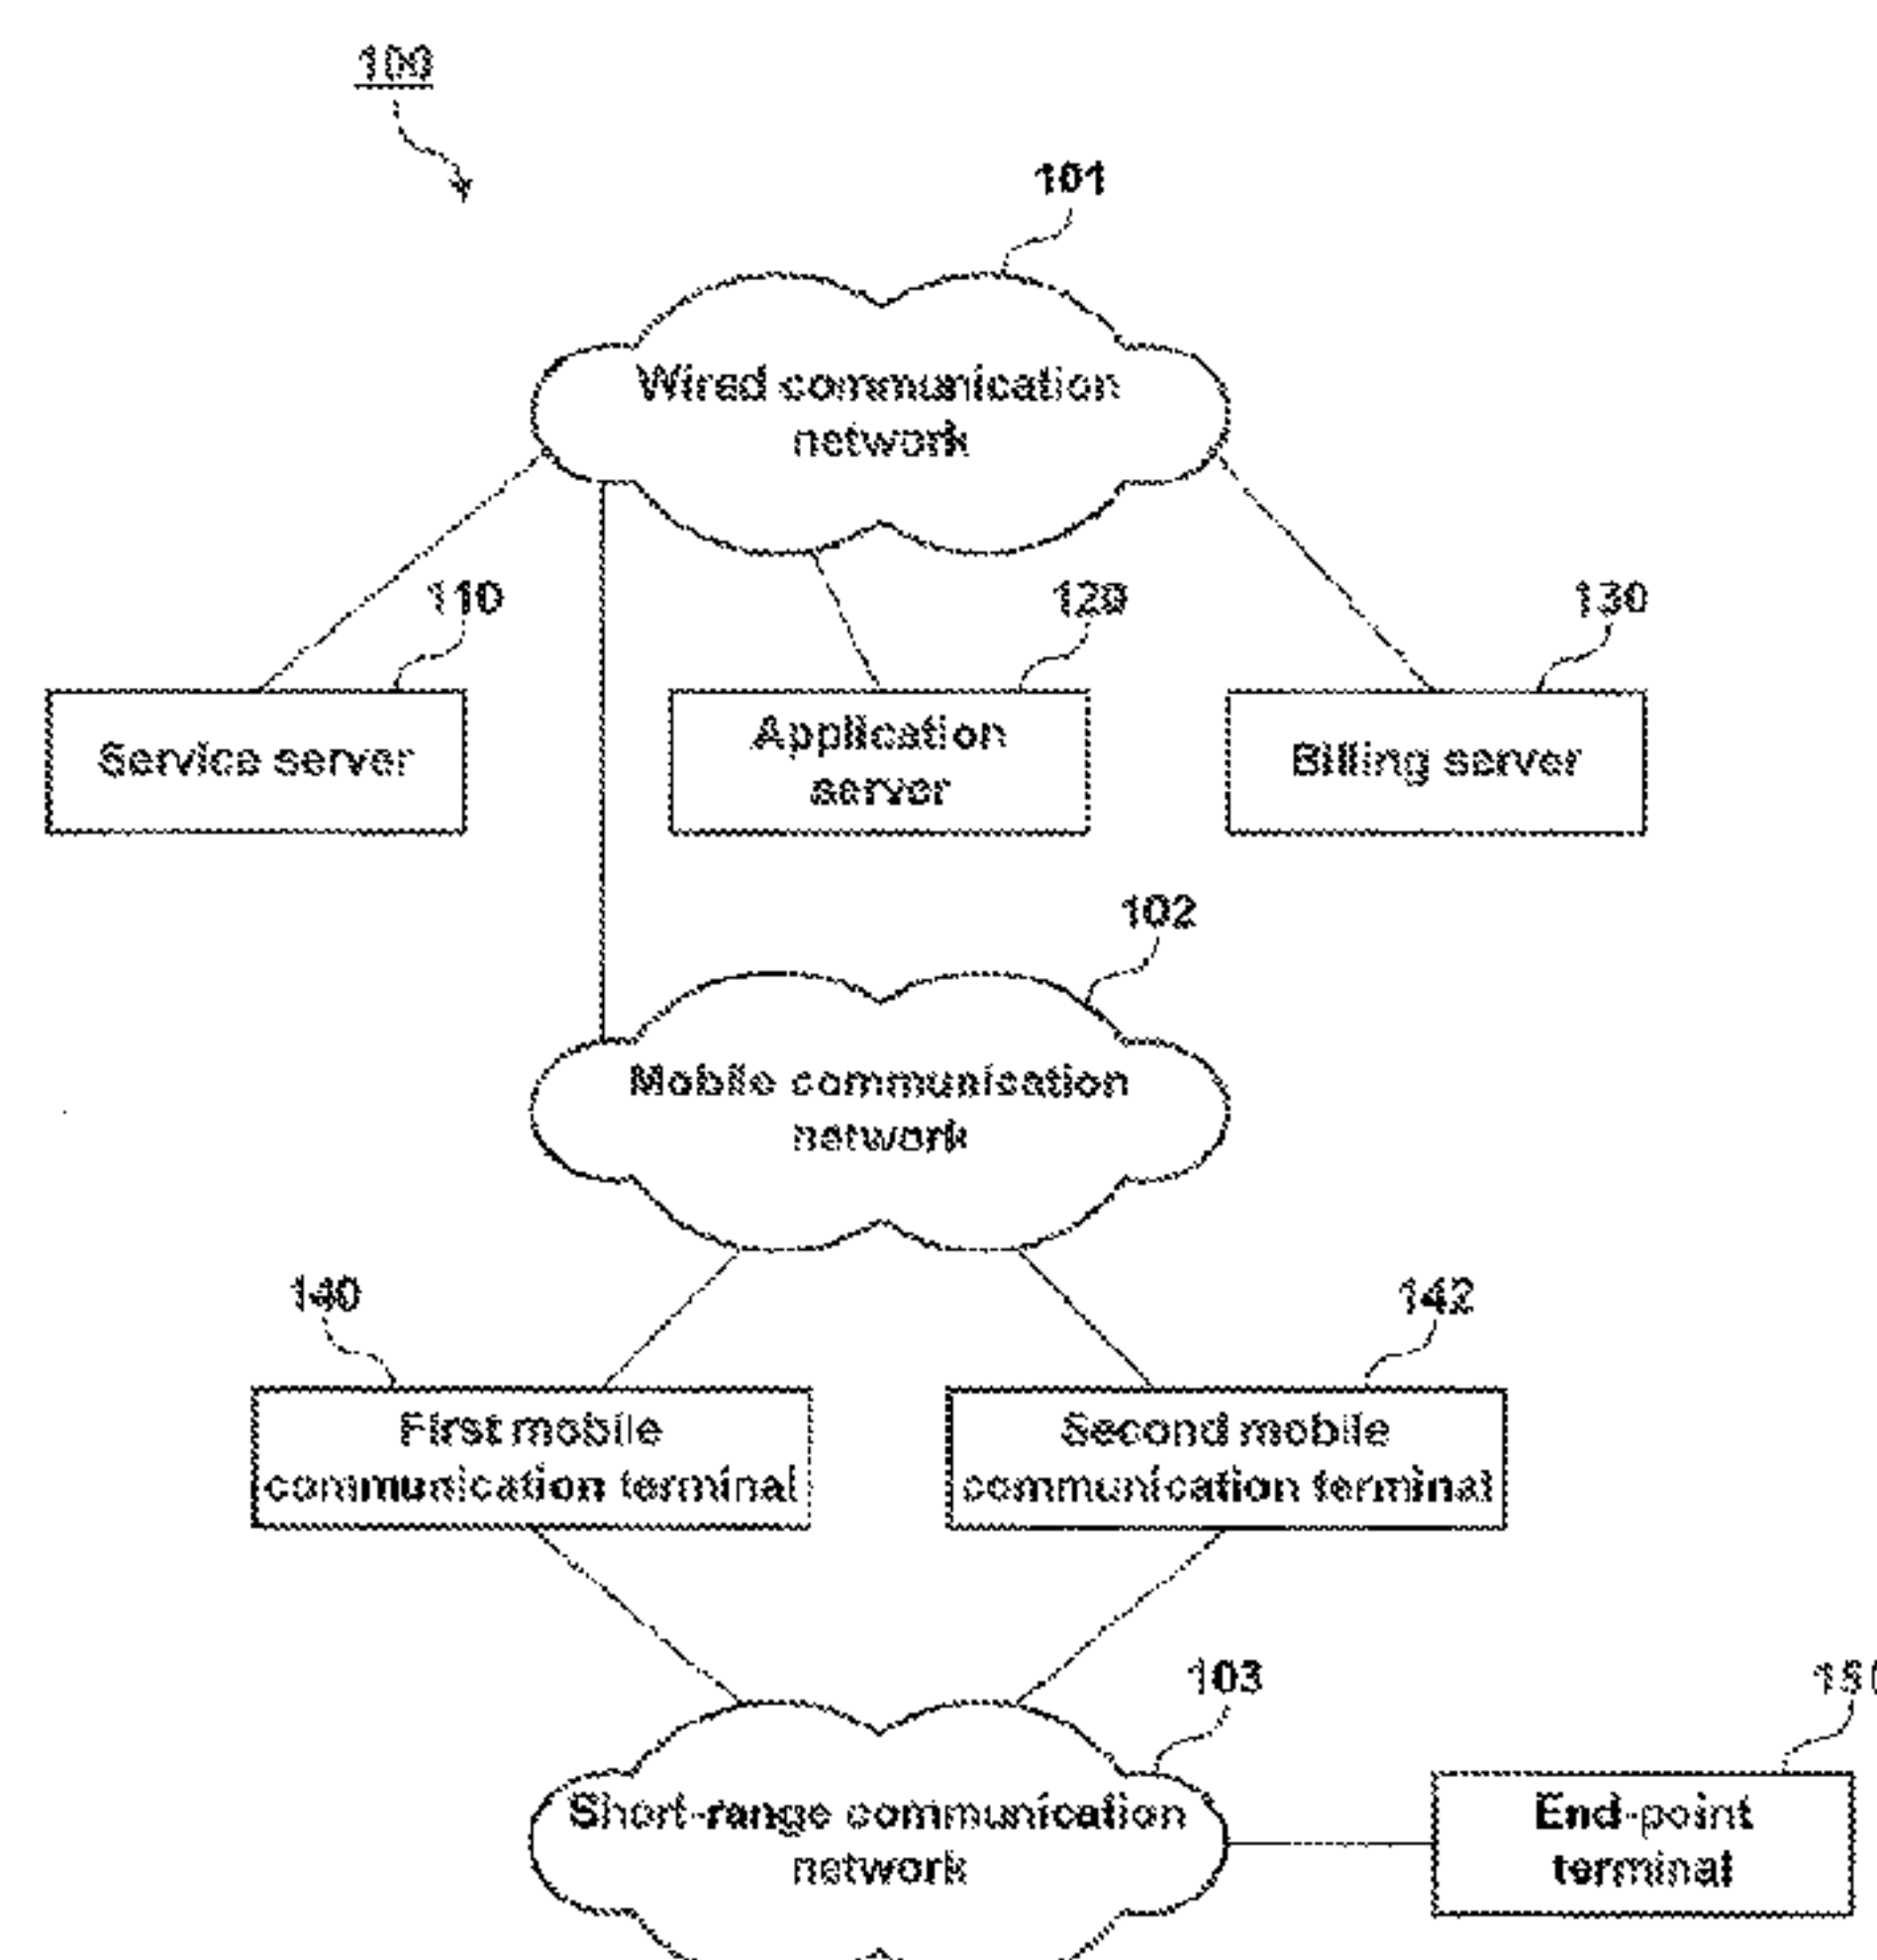 100
101
Wired communication
network
110
120
130
Service server
Application
server
Billing server
102
Mobile communication
network
140
142
First mobile
communication terminal
Second mobile
communication terminal
103
150
Short-range communication
network
End-point
terminal